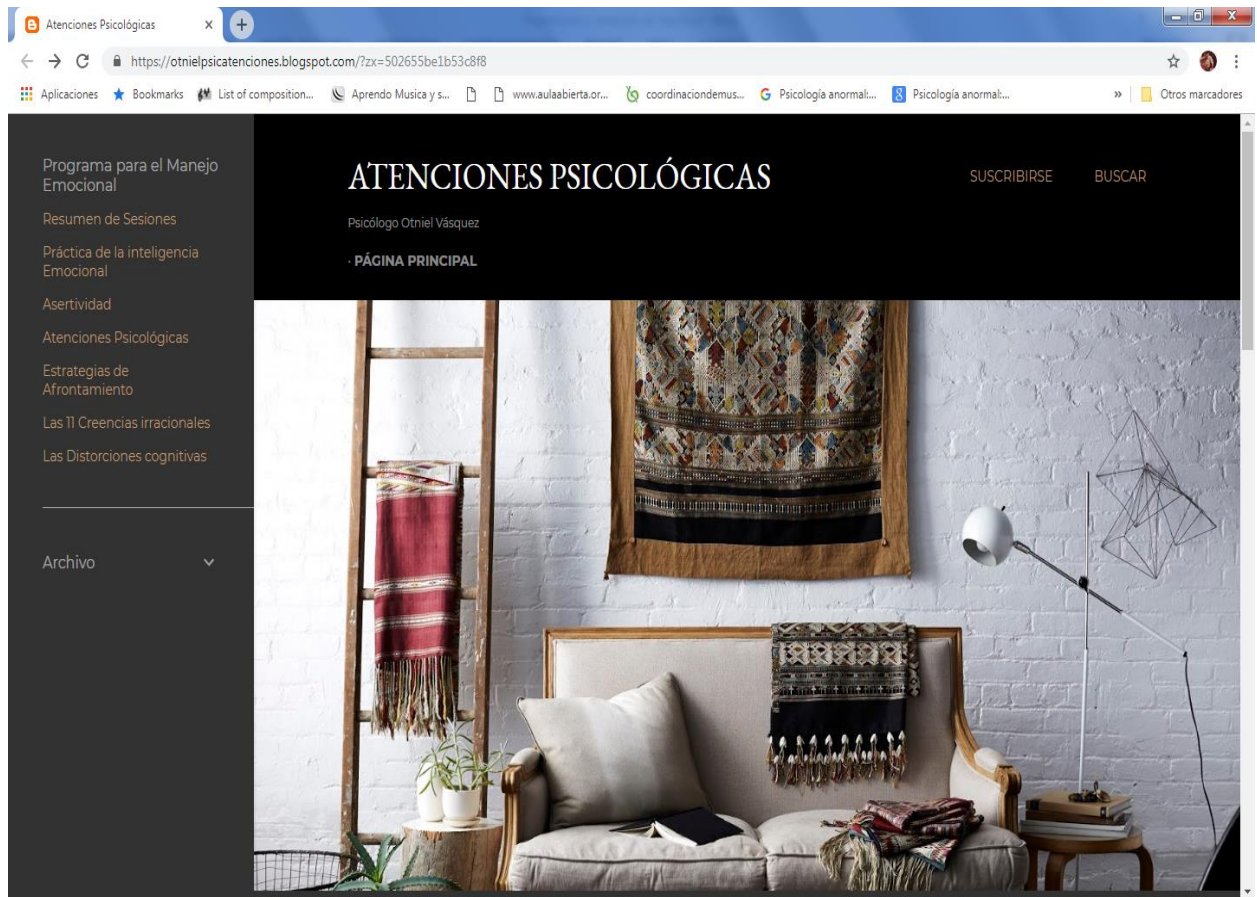 Atenciones Psicológicas
https://otnielpsicatenciones.blogspot.com/?zx=502655be1b53c8f8
Aplicaciones Bookmarks List of composition... Aprendo Musica y s... www.aulaabierta.or... coordinaciondemus... Psicología anormal:... Psicología anormal:... » Otros marcadores
Programa para el Manejo
Emocional
Resumen de Sesiones
Práctica de la inteligencia
Emocional
Asertividad
Atenciones Psicológicas
Estrategias de
Afrontamiento
Las 11 Creencias irracionales
Las Distorciones cognitivas
Archivo
ATENCIONES PSICOLÓGICAS
SUSCRIBIRSE BUSCAR
Psicólogo Otniel Vásquez
· PÁGINA PRINCIPAL